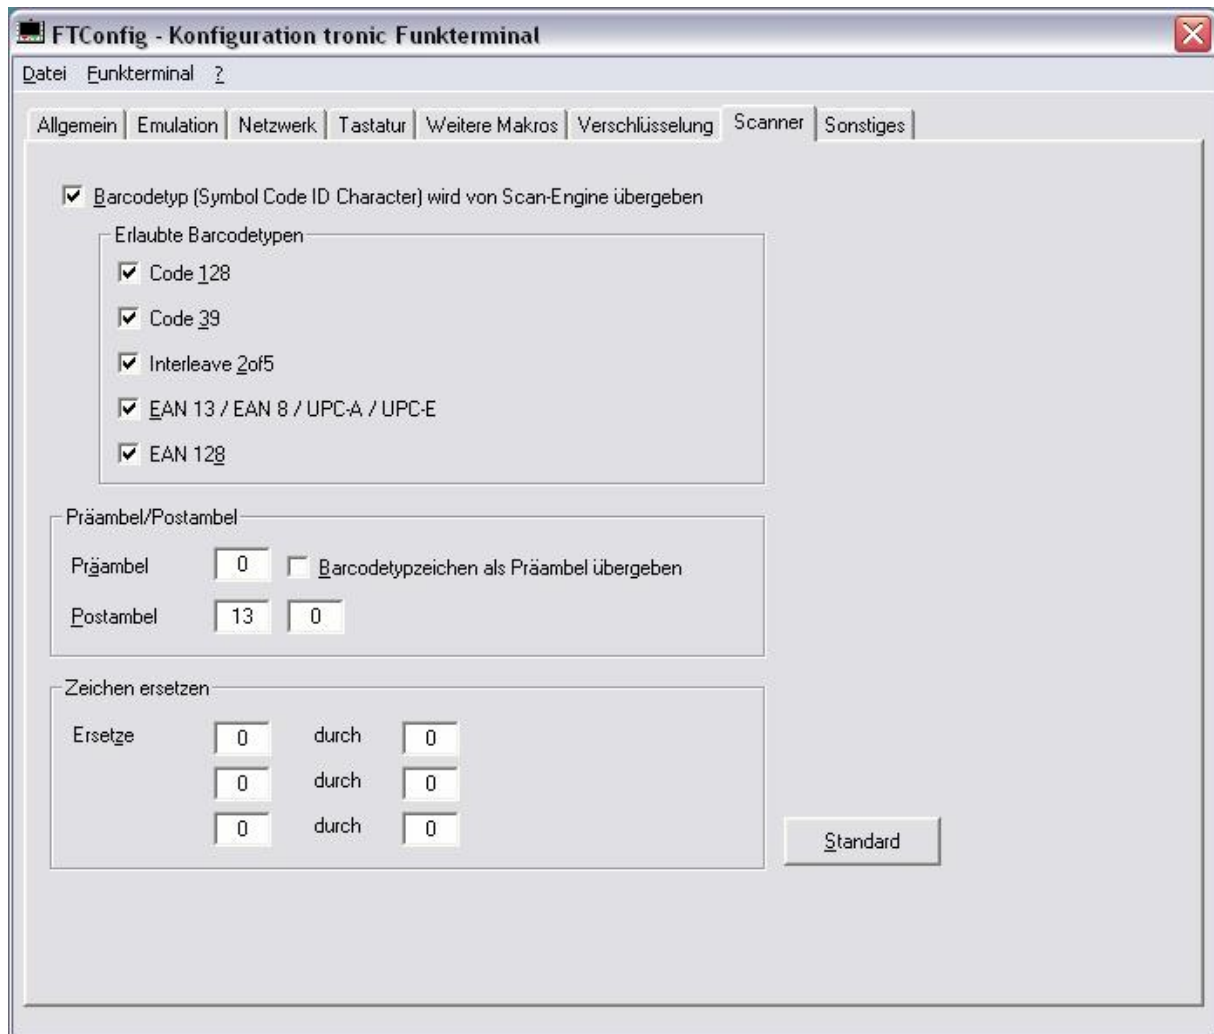 FTConfig - Konfiguration tronic Funkterminal
Datei Funkterminal ?
Allgemein Emulation Netzwerk Tastatur Weitere Makros Verschlüsselung Scanner Sonstiges
Barcodetyp (Symbol Code ID Character) wird von Scan-Engine übergeben
Erlaubte Barcodetypen
Code 128
Code 39
Interleave 2of5
EAN 13 / EAN 8 / UPC-A / UPC-E
EAN 128
Präambel/Postambel
Präambel 0 Barcodetypzeichen als Präambel übergeben
Postambel 13 0
Zeichen ersetzen
Ersetze 0 durch 0
0 durch 0
0 durch 0
Standard